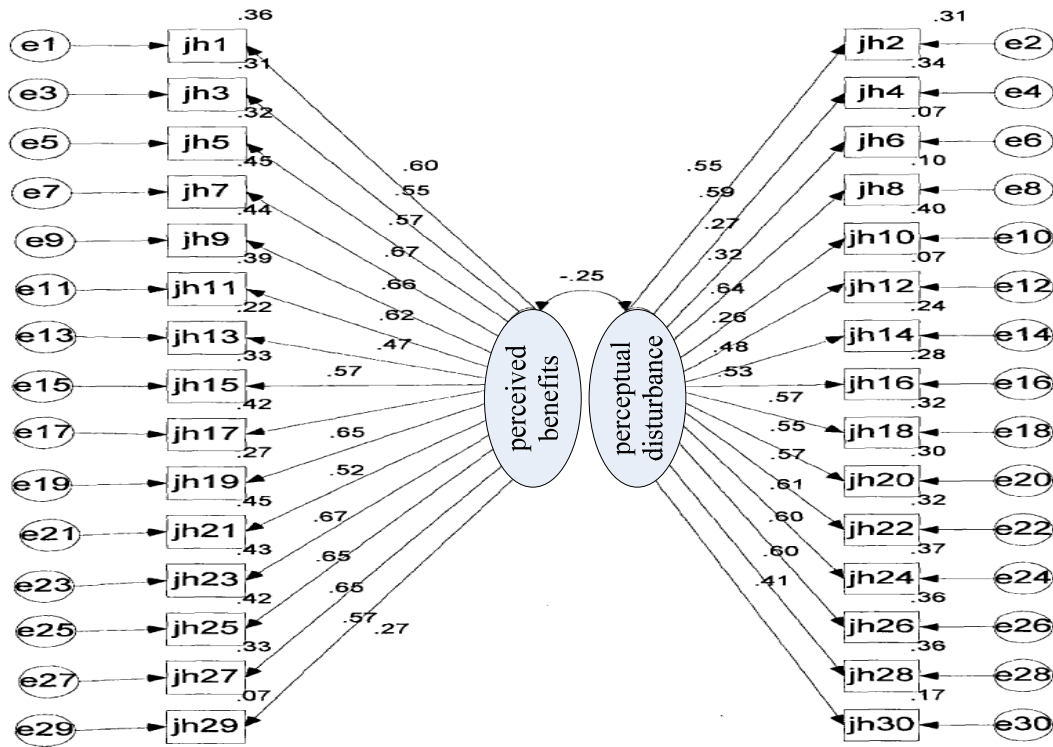 .36
.31
e1 jh1 jh2 e2
.31 .34
e3 jh3 jh4 e4
.32 .07
e5 jh5 jh6 e6
.45 .60 .55 .10
e7 jh7 .55 .59 jh8 e8
.44 .57 .27 .40
e9 jh9 .67 .32 jh10 e10
.39 .07
e11 jh11 .66 -.25 .64 jh12 e12
.22 .62 .26 .24
e13 jh13 .47 .48 jh14 e14
.33 .28
e15 jh15 .57 .53 jh16 e16
perceived
benefits
perceptual
disturbance
.42 .57 .32
e17 jh17 .65 .55 jh18 e18
.27 .57 .30
e19 jh19 .52 .61 jh20 e20
.45 .32
e21 jh21 .67 .60 jh22 e22
.43 .37
e23 jh23 .65 .60 jh24 e24
.42 .65 .41 .36
e25 jh25 .57 .27 jh26 e26
.33 .36
e27 jh27 jh28 e28
.07 .17
e29 jh29 jh30 e30